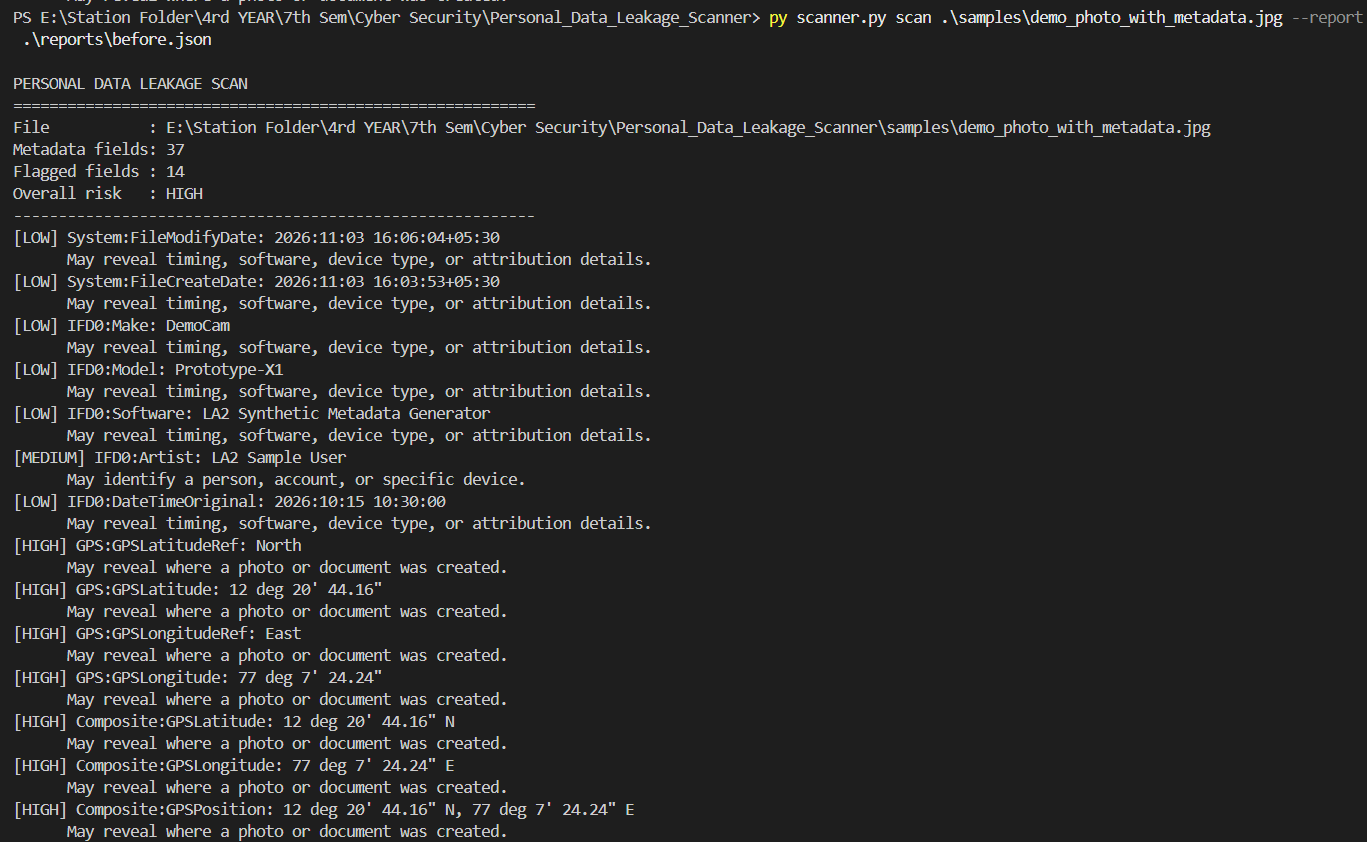 PS E:\Station Folder\4rd YEAR\7th Sem\Cyber Security\Personal_Data_Leakage_Scanner> py scanner.py scan .\samples\demo_photo_with_metadata.jpg --report
.\reports\before.json
PERSONAL DATA LEAKAGE SCAN
==========================================================
File           : E:\Station Folder\4rd YEAR\7th Sem\Cyber Security\Personal_Data_Leakage_Scanner\samples\demo_photo_with_metadata.jpg
Metadata fields: 37
Flagged fields : 14
Overall risk   : HIGH
----------------------------------------------------------
[LOW] System:FileModifyDate: 2026:11:03 16:06:04+05:30
      May reveal timing, software, device type, or attribution details.
[LOW] System:FileCreateDate: 2026:11:03 16:03:53+05:30
      May reveal timing, software, device type, or attribution details.
[LOW] IFD0:Make: DemoCam
      May reveal timing, software, device type, or attribution details.
[LOW] IFD0:Model: Prototype-X1
      May reveal timing, software, device type, or attribution details.
[LOW] IFD0:Software: LA2 Synthetic Metadata Generator
      May reveal timing, software, device type, or attribution details.
[MEDIUM] IFD0:Artist: LA2 Sample User
      May identify a person, account, or specific device.
[LOW] IFD0:DateTimeOriginal: 2026:10:15 10:30:00
      May reveal timing, software, device type, or attribution details.
[HIGH] GPS:GPSLatitudeRef: North
      May reveal where a photo or document was created.
[HIGH] GPS:GPSLatitude: 12 deg 20' 44.16"
      May reveal where a photo or document was created.
[HIGH] GPS:GPSLongitudeRef: East
      May reveal where a photo or document was created.
[HIGH] GPS:GPSLongitude: 77 deg 7' 24.24"
      May reveal where a photo or document was created.
[HIGH] Composite:GPSLatitude: 12 deg 20' 44.16" N
      May reveal where a photo or document was created.
[HIGH] Composite:GPSLongitude: 77 deg 7' 24.24" E
      May reveal where a photo or document was created.
[HIGH] Composite:GPSPosition: 12 deg 20' 44.16" N, 77 deg 7' 24.24" E
      May reveal where a photo or document was created.